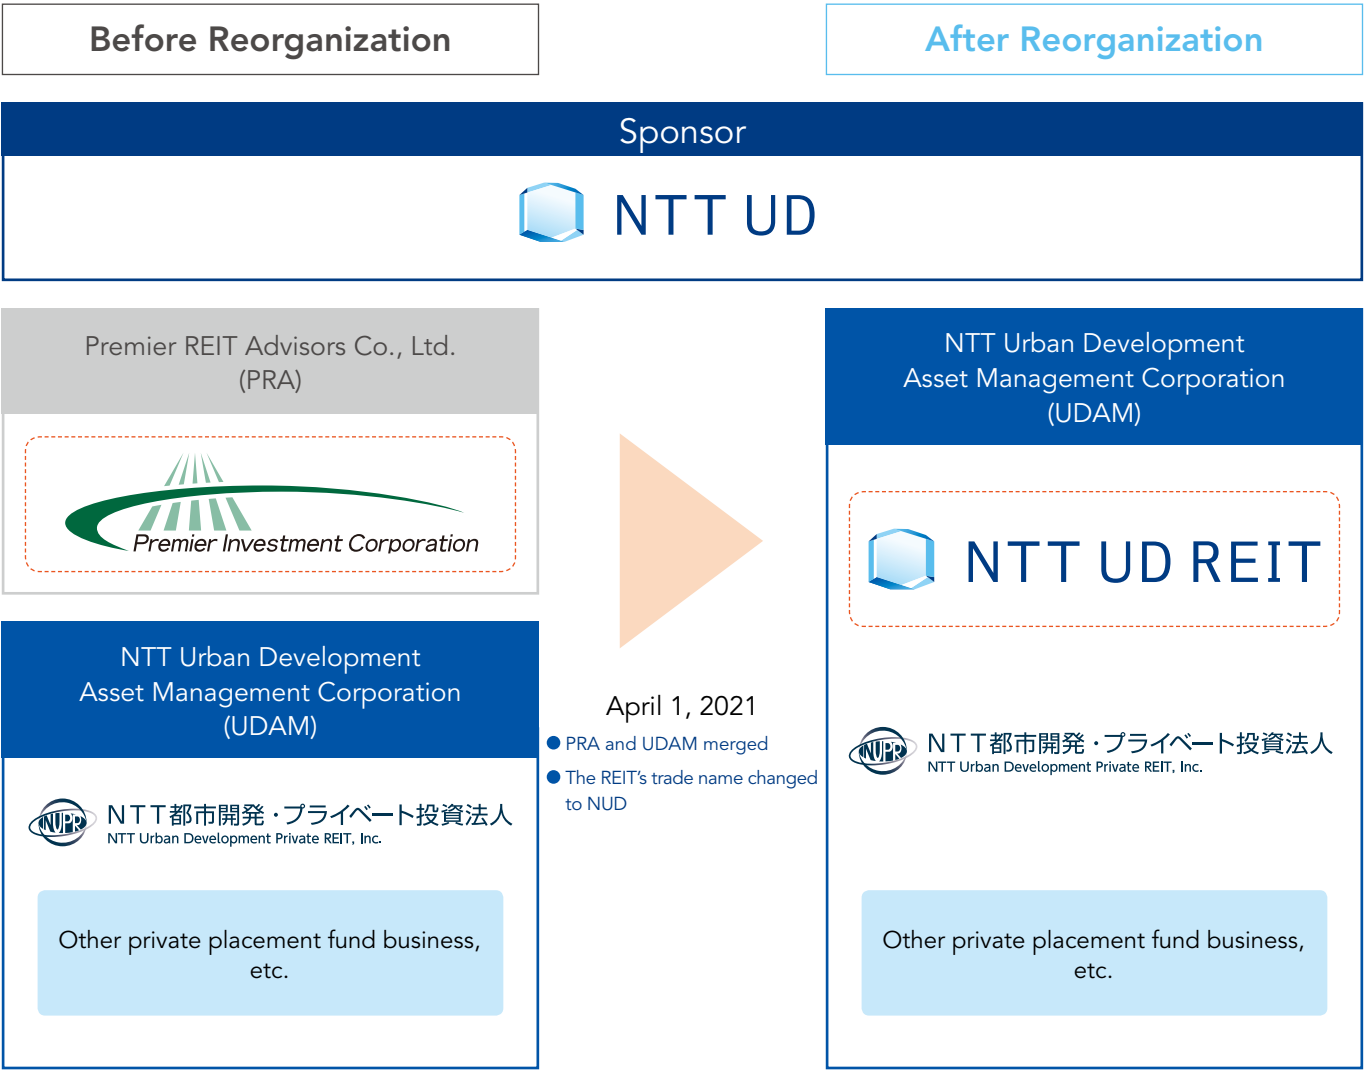 Before Reorganization
After Reorganization
Sponsor
NTT UD
Premier REIT Advisors Co., Ltd.
(PRA)
Premier Investment Corporation
NTT Urban Development
Asset Management Corporation
(UDAM)
NUPR
NTT都市開発・プライベート投資法人
NTT Urban Development Private REIT, Inc.
Other private placement fund business,
etc.
April 1, 2021
● PRA and UDAM merged
● The REIT's trade name changed
to NUD
NTT Urban Development
Asset Management Corporation
(UDAM)
NTT UD REIT
NUPR
NTT都市開発・プライベート投資法人
NTT Urban Development Private REIT, Inc.
Other private placement fund business,
etc.